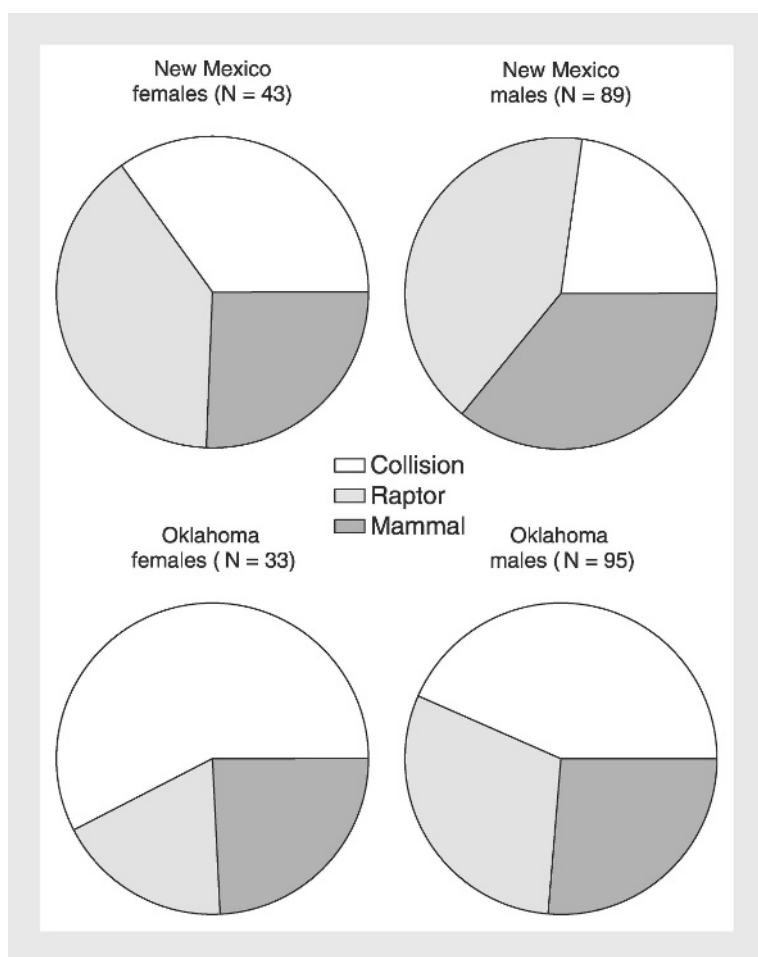 New Mexico
females (N = 43)
New Mexico
males (N = 89)
Collision
Raptor
Mammal
Oklahoma
females ( N = 33)
Oklahoma
males (N = 95)